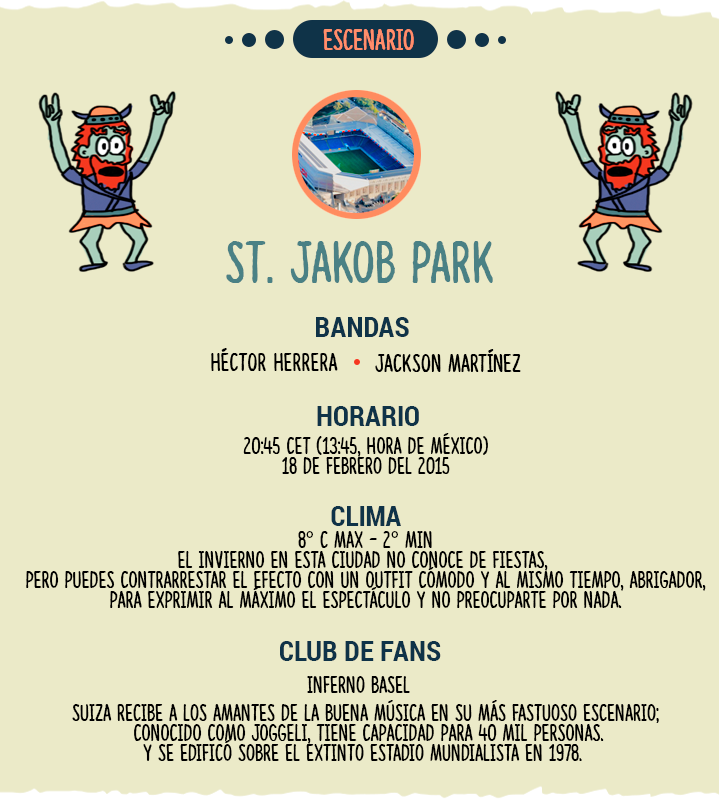 ESCENARIO
ST. JAKOB PARK
BANDAS
HÉCTOR HERRERA • JACKSON MARTÍNEZ
HORARIO
20:45 CET (13:45, HORA DE MÉXICO)
18 DE FEBRERO DEL 2015
CLIMA
8° C MAX - 2° MIN
EL INVIERNO EN ESTA CIUDAD NO CONOCE DE FIESTAS,
PERO PUEDES CONTRARRESTAR EL EFECTO CON UN OUTFIT CÓMODO Y AL MISMO TIEMPO, ABRIGADOR,
PARA EXPRIMIR AL MÁXIMO EL ESPECTÁCULO Y NO PREOCUPARTE POR NADA.
CLUB DE FANS
INFERNO BASEL
SUIZA RECIBE A LOS AMANTES DE LA BUENA MÚSICA EN SU MÁS FASTUOSO ESCENARIO;
CONOCIDO COMO JOGGELI, TIENE CAPACIDAD PARA 40 MIL PERSONAS.
Y SE EDIFICÓ SOBRE EL EXTINTO ESTADIO MUNDIALISTA EN 1978.